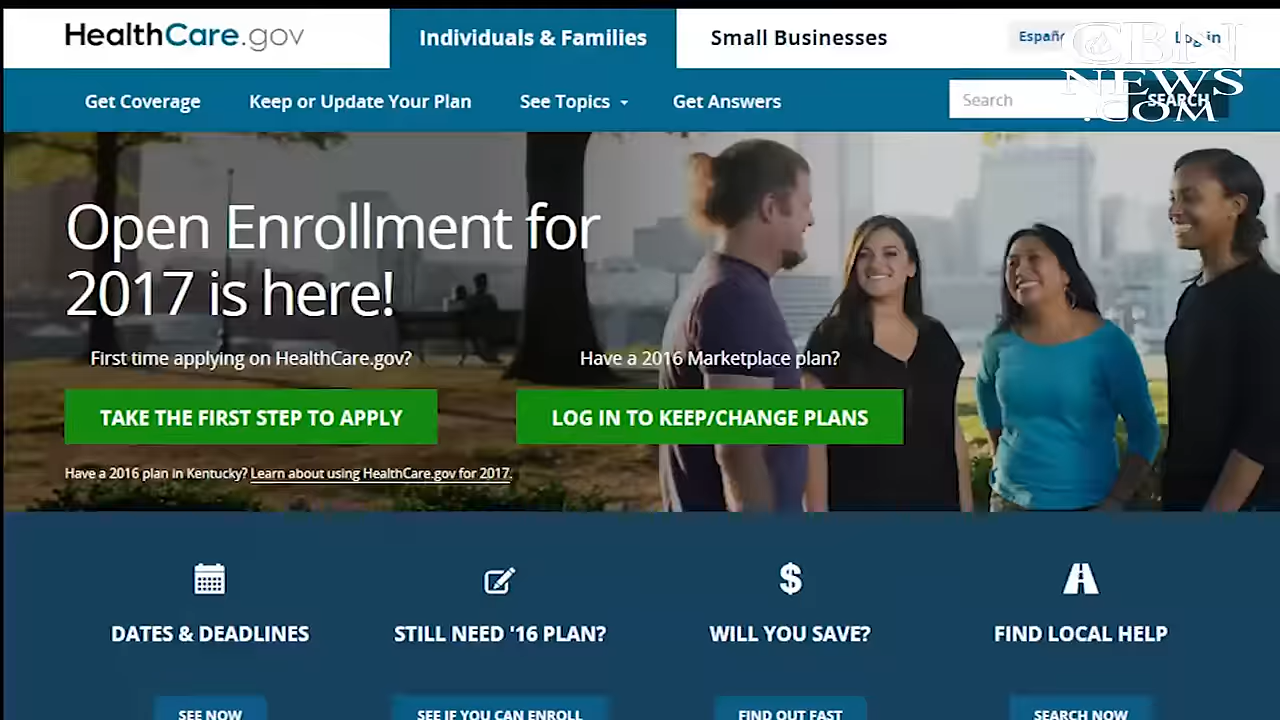 HealthCare.gov
Individuals & Families
Small Businesses
Log in
CBN
NEWS
.COM
Get Coverage
Keep or Update Your Plan
See Topics
Get Answers
Search
SEARCH
Open Enrollment for
2017 is here!
First time applying on HealthCare.gov?
Have a 2016 Marketplace plan?
TAKE THE FIRST STEP TO APPLY
LOG IN TO KEEP/CHANGE PLANS
Have a 2016 plan in Kentucky? Learn about using HealthCare.gov for 2017.
DATES & DEADLINES
STILL NEED '16 PLAN?
WILL YOU SAVE?
FIND LOCAL HELP
SEE NOW
SEE IF YOU CAN ENROLL
FIND OUT FAST
SEARCH NOW